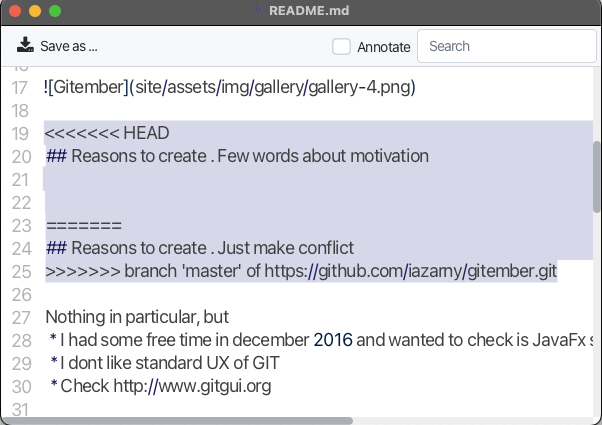 README.md
Save as ...
Annotate
Search
17 ![Gitember](site/assets/img/gallery/gallery-4.png)
18
19 <<<<<<< HEAD
20 ## Reasons to create . Few words about motivation
21
22
23 =======
24 ## Reasons to create . Just make conflict
25 >>>>>>> branch 'master' of https://github.com/iazarny/gitember.git
26
27 Nothing in particular, but
28 * I had some free time in december 2016 and wanted to check is JavaFx
29 * I dont like standard UX of GIT
30 * Check http://www.gitgui.org
31